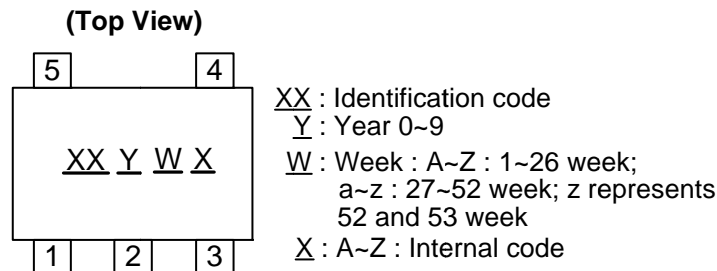 (Top View)
5 4
XX : Identification code
Y : Year 0~9
XX Y W X
W : Week : A~Z : 1~26 week;
a~z : 27~52 week; z represents
52 and 53 week
X : A~Z : Internal code
1 2 3